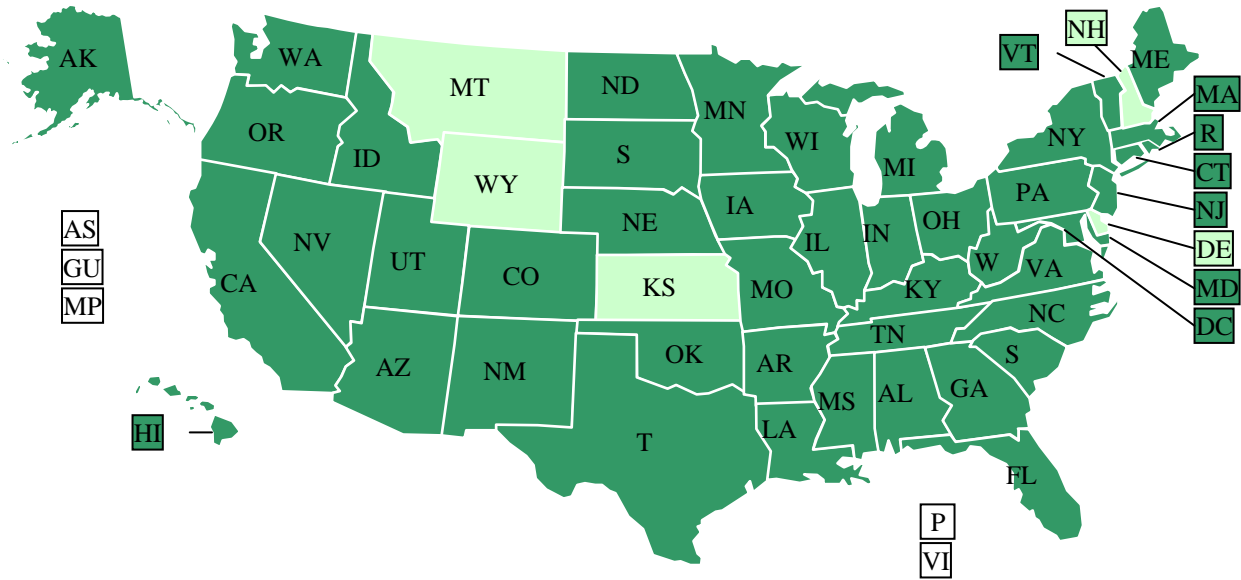 NH
VT
ME
AK
WA
MT
ND
MN
MA
OR
ID
WI
MI
NY
R
S
CT
WY
PA
NJ
AS
NE
IA
OH
NV
IL
IN
DE
GU
UT
CO
W
VA
CA
KS
MO
KY
MD
MP
NC
DC
TN
OK
AR
S
AZ
NM
GA
MS
AL
HI
LA
T
FL
P
VI